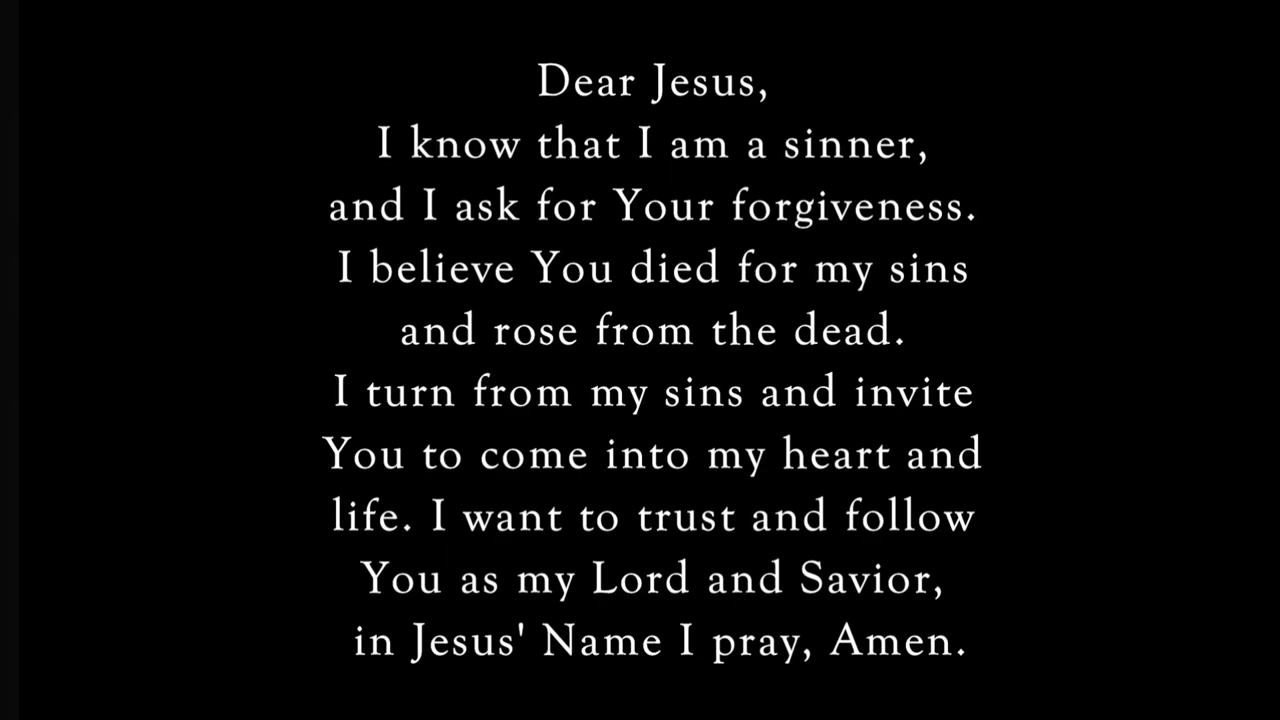 Dear Jesus,
I know that I am a sinner,
and I ask for Your forgiveness.
I believe You died for my sins
and rose from the dead.
I turn from my sins and invite
You to come into my heart and
life. I want to trust and follow
You as my Lord and Savior,
in Jesus' Name I pray, Amen.